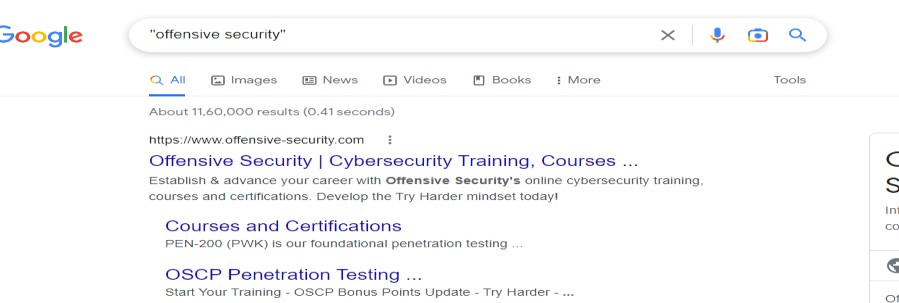 Google
"offensive security"
All Images News Videos Books More Tools
About 11,60,000 results (0.41 seconds)
https://www.offensive-security.com
Offensive Security | Cybersecurity Training, Courses ...
Establish & advance your career with Offensive Security's online cybersecurity training,
courses and certifications. Develop the Try Harder mindset today!
Courses and Certifications
PEN-200 (PWK) is our foundational penetration testing ...
OSCP Penetration Testing ...
Start Your Training - OSCP Bonus Points Update - Try Harder - ...